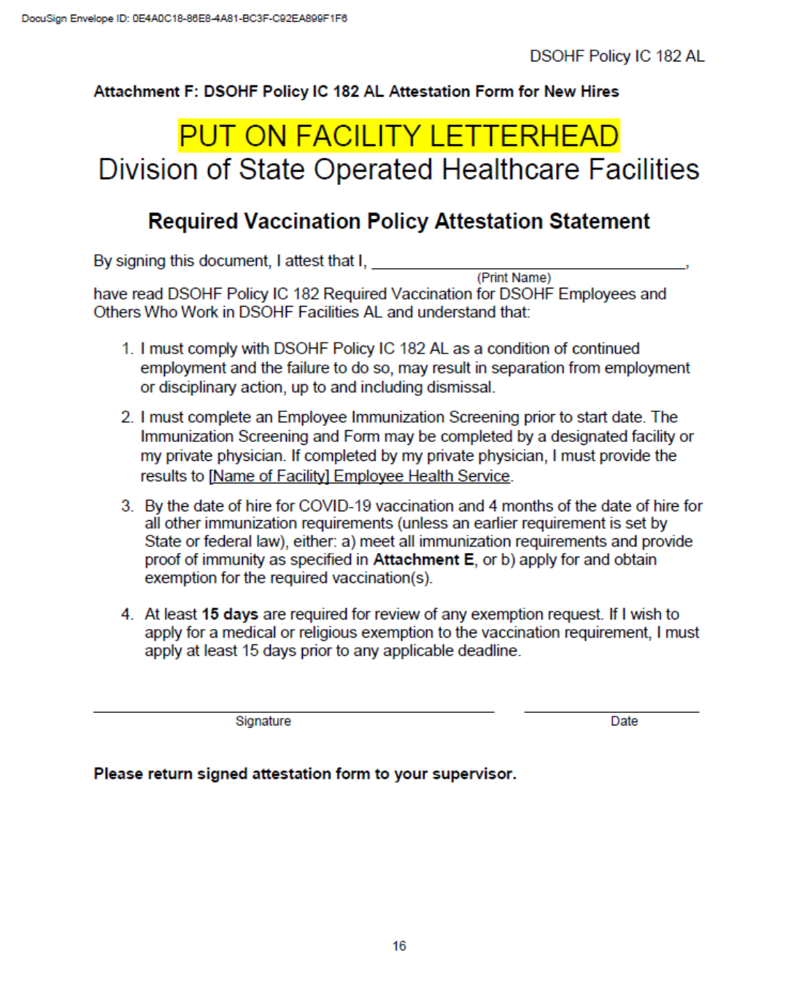 DocuSign Envelope ID: 0E4A0C18-86E8-4A81-BC3F-C92EA899F1F6
DSOHF Policy IC 182 AL
Attachment F: DSOHF Policy IC 182 AL Attestation Form for New Hires
PUT ON FACILITY LETTERHEAD
Division of State Operated Healthcare Facilities
Required Vaccination Policy Attestation Statement
By signing this document, I attest that I, ______________________________,
(Print Name)
have read DSOHF Policy IC 182 Required Vaccination for DSOHF Employees and
Others Who Work in DSOHF Facilities AL and understand that:
1. I must comply with DSOHF Policy IC 182 AL as a condition of continued
employment and the failure to do so, may result in separation from employment
or disciplinary action, up to and including dismissal.
2. I must complete an Employee Immunization Screening prior to start date. The
Immunization Screening and Form may be completed by a designated facility or
my private physician. If completed by my private physician, I must provide the
results to [Name of Facility] Employee Health Service.
3. By the date of hire for COVID-19 vaccination and 4 months of the date of hire for
all other immunization requirements (unless an earlier requirement is set by
State or federal law), either: a) meet all immunization requirements and provide
proof of immunity as specified in Attachment E, or b) apply for and obtain
exemption for the required vaccination(s).
4. At least 15 days are required for review of any exemption request. If I wish to
apply for a medical or religious exemption to the vaccination requirement, I must
apply at least 15 days prior to any applicable deadline.
Signature Date
Please return signed attestation form to your supervisor.
16